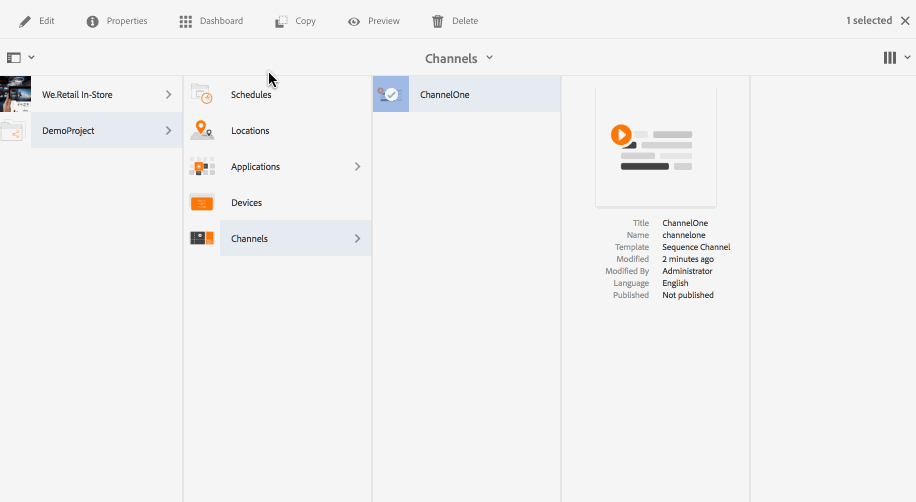 Edit Properties Dashboard Copy Preview Delete 1 selected
Channels
We.Retail In-Store
DemoProject
Schedules
Locations
Applications
Devices
Channels
ChannelOne
Title ChannelOne
Name channelone
Template Sequence Channel
Modified 2 minutes ago
Modified By Administrator
Language English
Published Not published